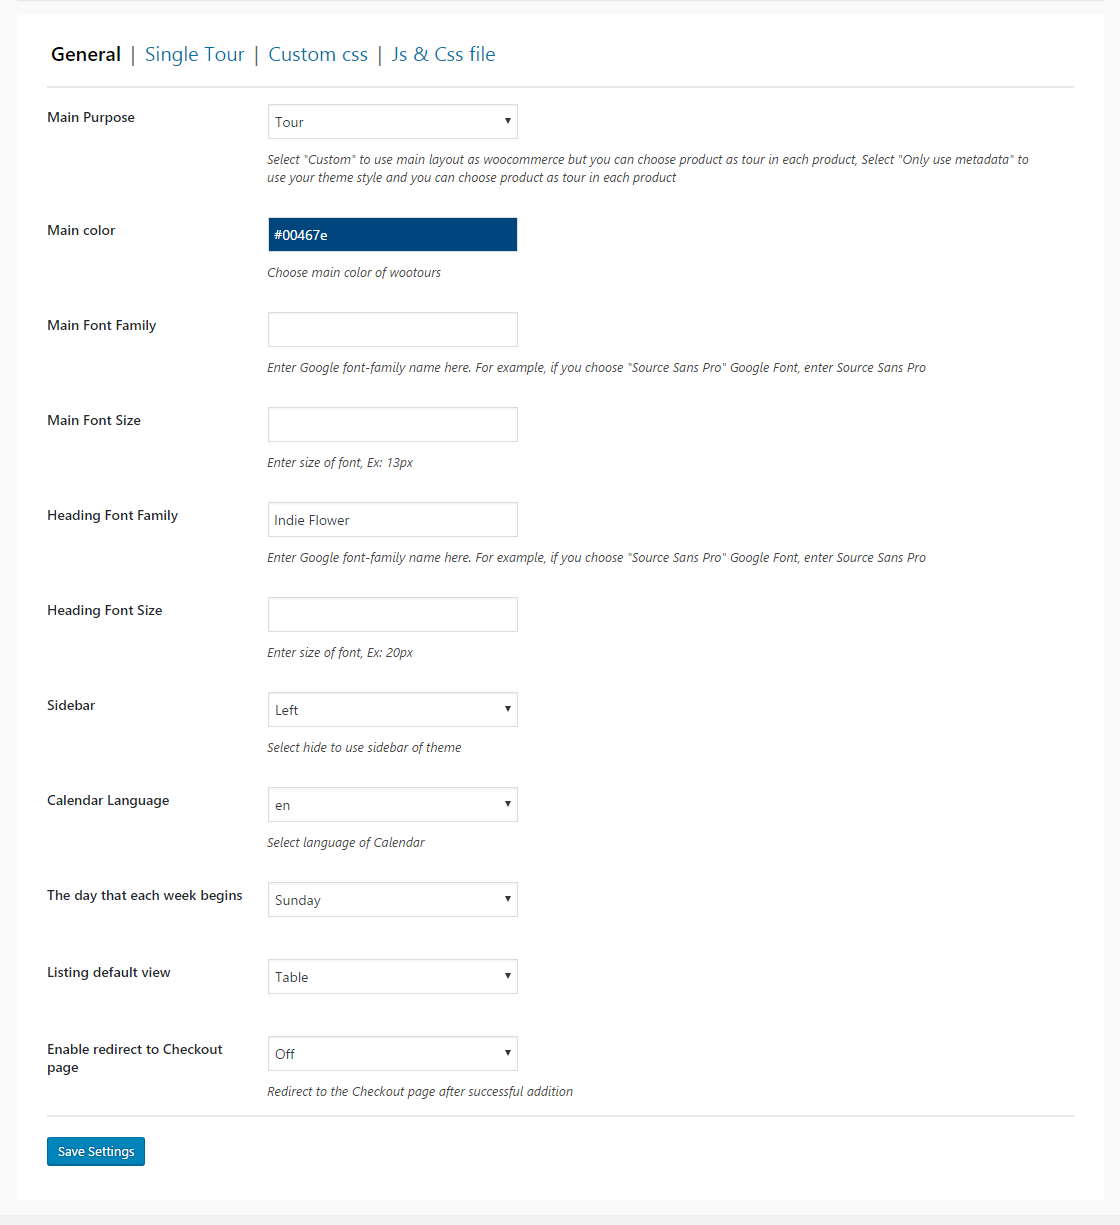 General | Single Tour | Custom css | Js & Css file
Main Purpose
Tour
Select "Custom" to use main layout as woocommerce but you can choose product as tour in each product, Select "Only use metadata" to
use your theme style and you can choose product as tour in each product
Main color
#00467e
Choose main color of wootours
Main Font Family
Enter Google font-family name here. For example, if you choose "Source Sans Pro" Google Font, enter Source Sans Pro
Main Font Size
Enter size of font, Ex: 13px
Heading Font Family
Indie Flower
Enter Google font-family name here. For example, if you choose "Source Sans Pro" Google Font, enter Source Sans Pro
Heading Font Size
Enter size of font, Ex: 20px
Sidebar
Left
Select hide to use sidebar of theme
Calendar Language
en
Select language of Calendar
The day that each week begins
Sunday
Listing default view
Table
Enable redirect to Checkout
page
Off
Redirect to the Checkout page after successful addition
Save Settings